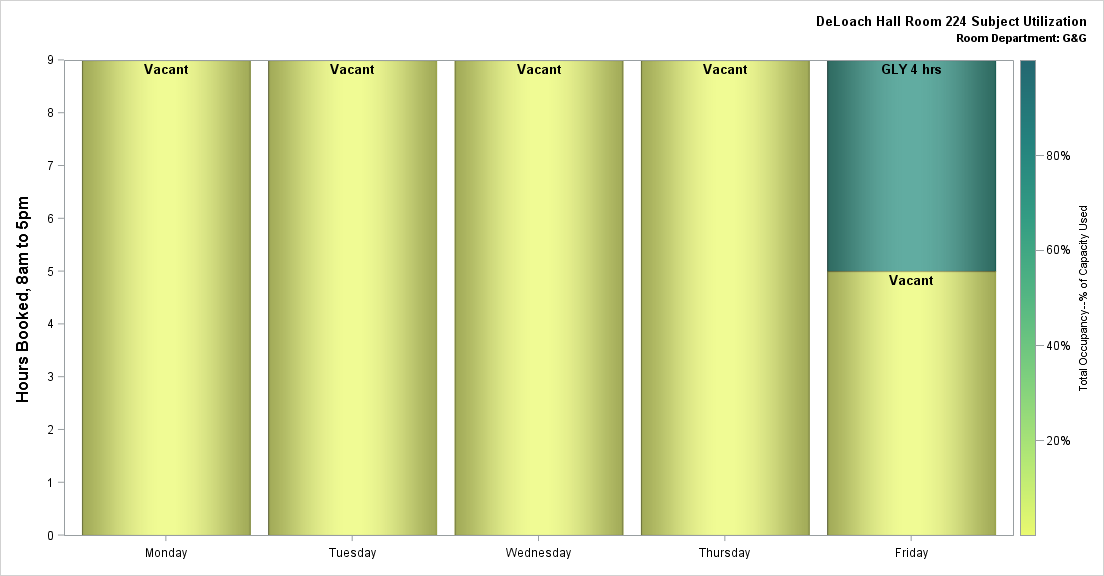 DeLoach Hall Room 224 Subject Utilization
Room Department: G&G
Hours Booked, 8am to 5pm
9
8
7
6
5
4
3
2
1
0
Vacant
Vacant
Vacant
Vacant
GLY 4 hrs
Vacant
Monday
Tuesday
Wednesday
Thursday
Friday
80%
60%
40%
20%
Total Occupancy--% of Capacity Used